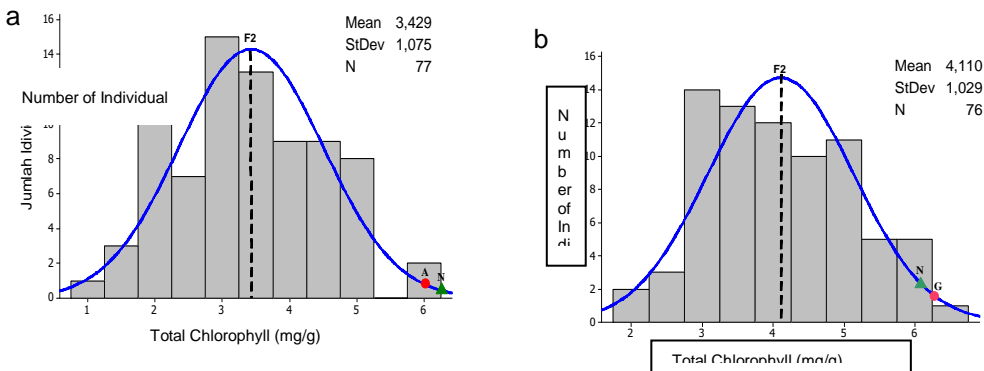 a
Mean 3,429
StDev 1,075
N 77
F2
16
14
10
8
6
4
2
0
Number of Individual
Jumlah
A
N
1 2 3 4 5 6
Total Chlorophyll (mg/g)
b
Mean 4,110
StDev 1,029
N 76
F2
16
14
12
10
8
6
4
2
0
N
u
m
b
er
of
In
di
N
G
2 3 4 5 6
Total Chlorophyll (mg/g)